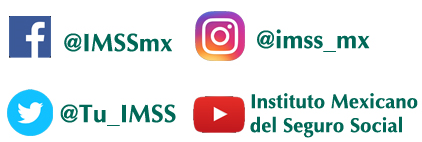 @IMSSmx
@imss_mx
@Tu_IMSS
Instituto Mexicano
del Seguro Social